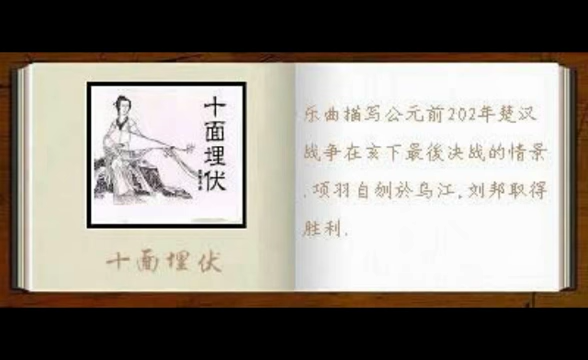 十面埋伏
十面埋伏
乐曲描写公元前202年楚汉
战争在亥下最後决战的情景
.项羽自刎於乌江,刘邦取得
胜利.